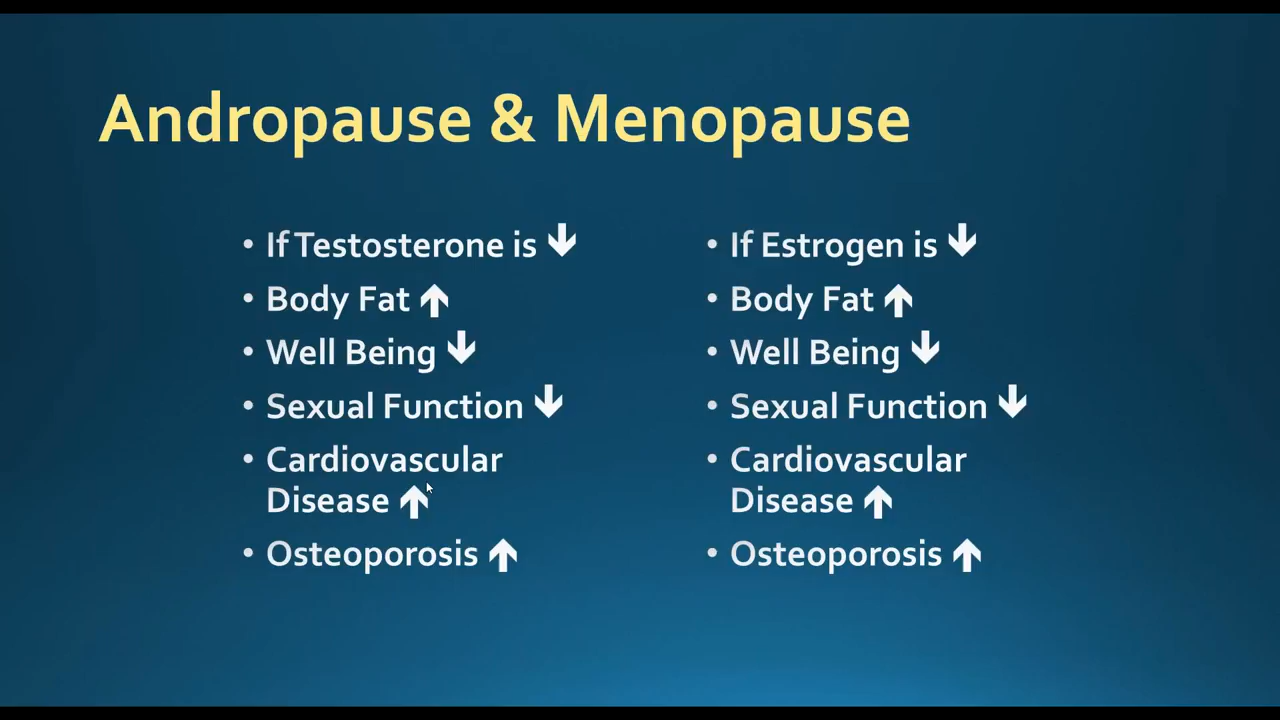 Andropause & Menopause
• If Testosterone is 🡻
• Body Fat 🡹
• Well Being 🡻
• Sexual Function 🡻
• Cardiovascular
Disease 🡹
• Osteoporosis 🡹
• If Estrogen is 🡻
• Body Fat 🡹
• Well Being 🡻
• Sexual Function 🡻
• Cardiovascular
Disease 🡹
• Osteoporosis 🡹